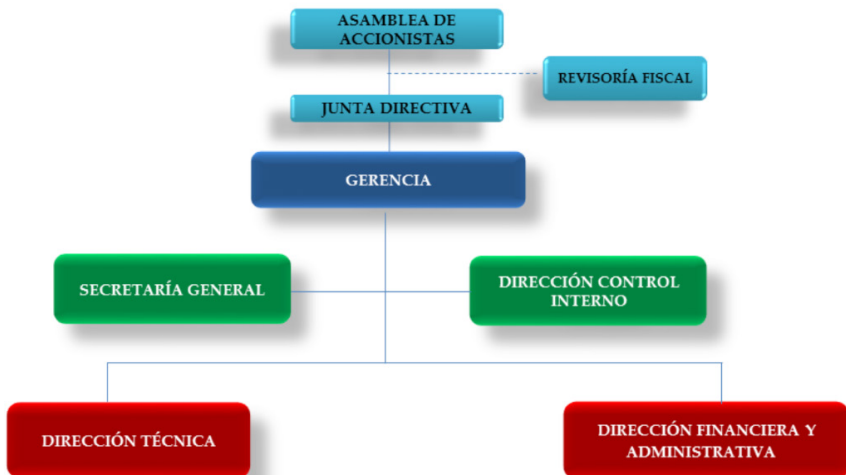 ASAMBLEA DE
ACCIONISTAS
REVISORÍA FISCAL
JUNTA DIRECTIVA
GERENCIA
SECRETARÍA GENERAL
DIRECCIÓN CONTROL
INTERNO
DIRECCIÓN TÉCNICA
DIRECCIÓN FINANCIERA Y
ADMINISTRATIVA